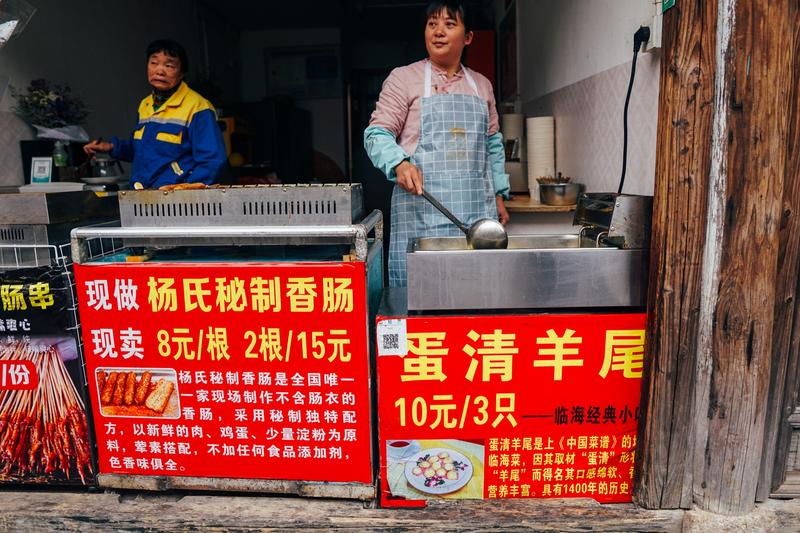 肠串
/份
现做 杨氏秘制香肠
现卖 8元/根 2根/15元
杨氏秘制香肠是全国唯一
一家现场制作不含肠衣的
香肠，采用秘制独特配
方，以新鲜的肉、鸡蛋、少量淀粉为原
料，荤素搭配，不加任何食品添加剂，
色香味俱全。
蛋清羊尾
10元/3只——临海经典小
蛋清羊尾是上《中国菜谱》的
临海菜，因其取材“蛋清”形
“羊尾”而得名其口感绵软、
营养丰富。具有1400年的历史